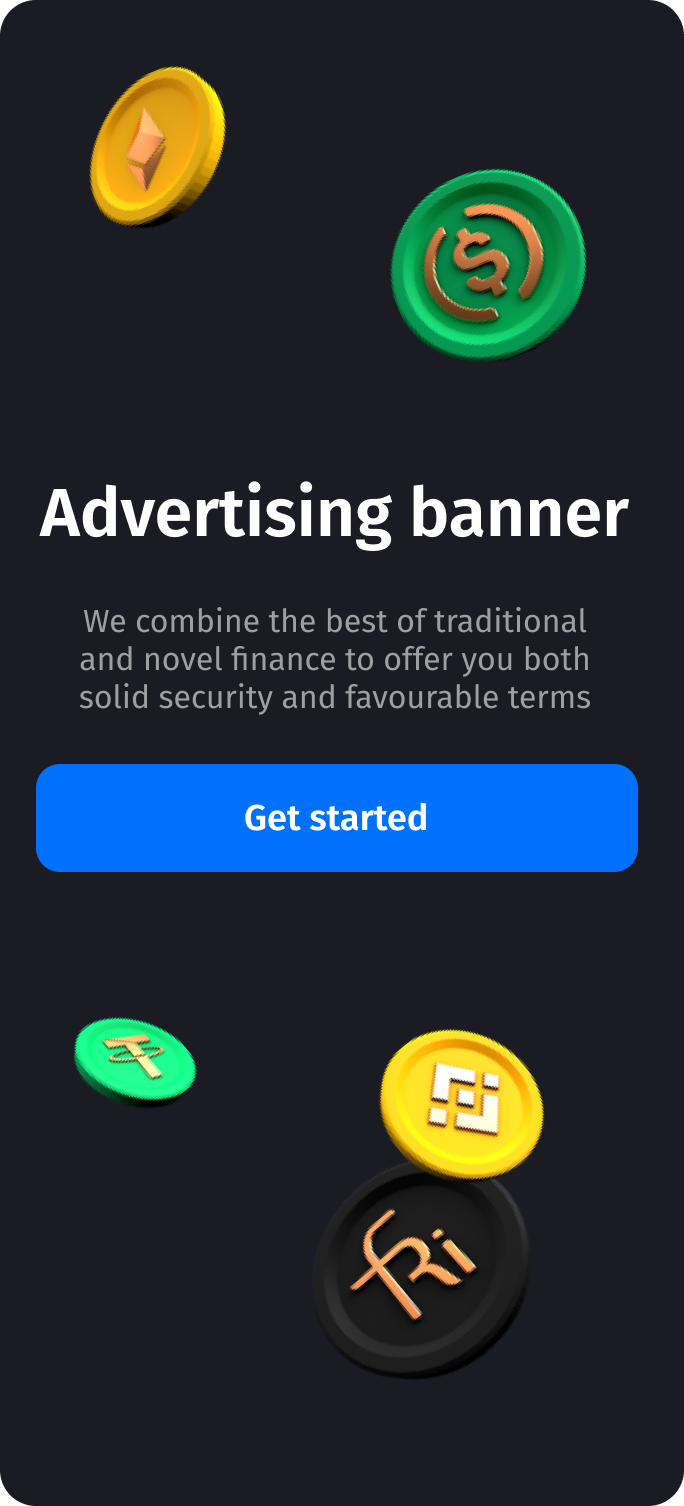 Advertising banner
We combine the best of traditional
and novel finance to offer you both
solid security and favourable terms
Get started